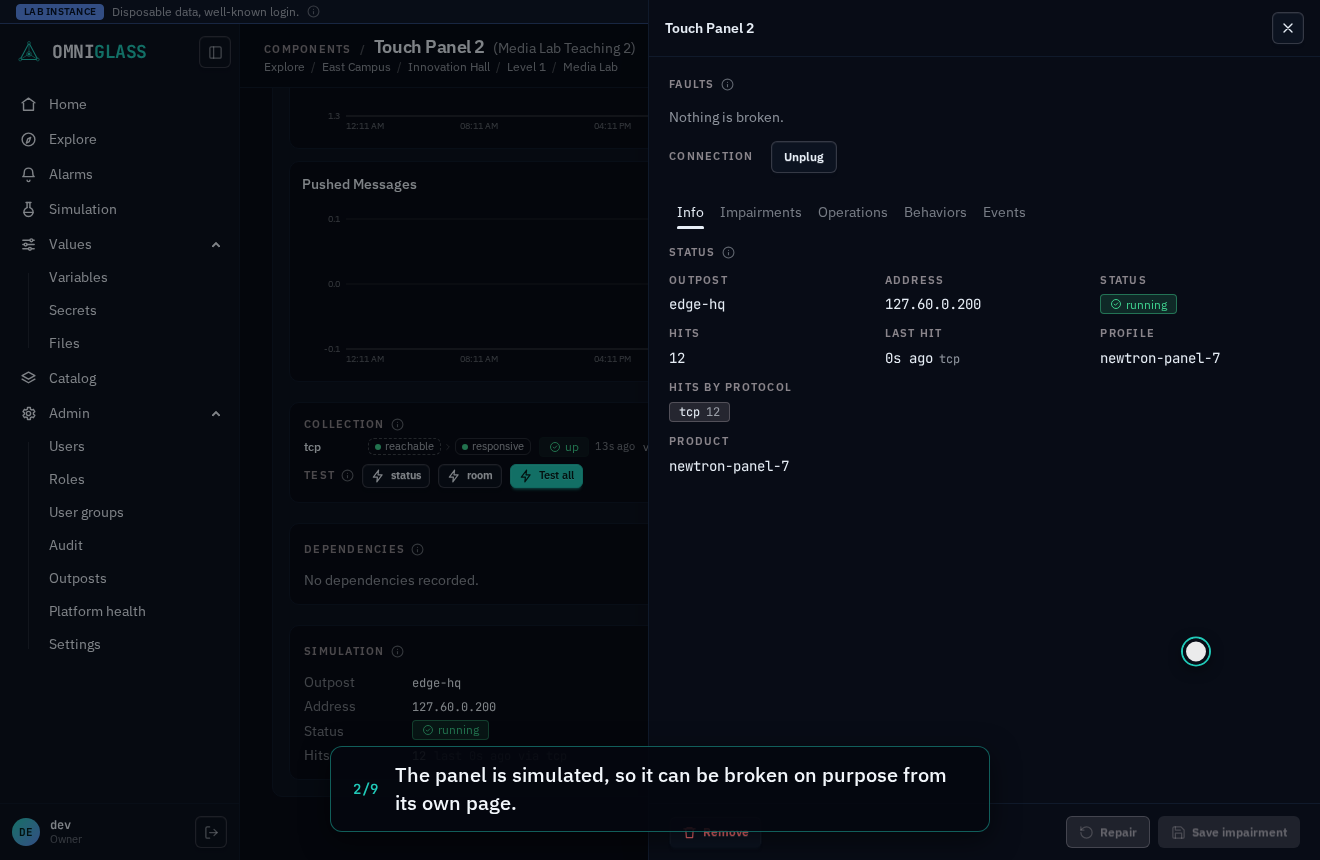 LAB INSTANCE Disposable data, well-known login.
OMNIGLASS
Home
Explore
Alarms
Simulation
Values
Variables
Secrets
Files
Catalog
Admin
Users
Roles
User groups
Audit
Outposts
Platform health
Settings
DE dev
Owner
COMPONENTS / Touch Panel 2 (Media Lab Teaching 2)
Explore / East Campus / Innovation Hall / Level 1 / Media Lab
1.3
12:11 AM 08:11 AM 04:11 PM
Pushed Messages
0.1
0.0
-0.1
12:11 AM 08:11 AM 04:11 PM
COLLECTION
tcp reachable › responsive up 13s ago v
TEST status room Test all
DEPENDENCIES
No dependencies recorded.
SIMULATION
Outpost edge-hq
Address 127.60.0.200
Status running
Hits 12
Touch Panel 2
FAULTS
Nothing is broken.
CONNECTION Unplug
Info Impairments Operations Behaviors Events
STATUS
OUTPOST ADDRESS STATUS
edge-hq 127.60.0.200 running
HITS LAST HIT PROFILE
12 0s ago tcp newtron-panel-7
HITS BY PROTOCOL
tcp 12
PRODUCT
newtron-panel-7
Remove Repair Save impairment
2/9 The panel is simulated, so it can be broken on purpose from
its own page.